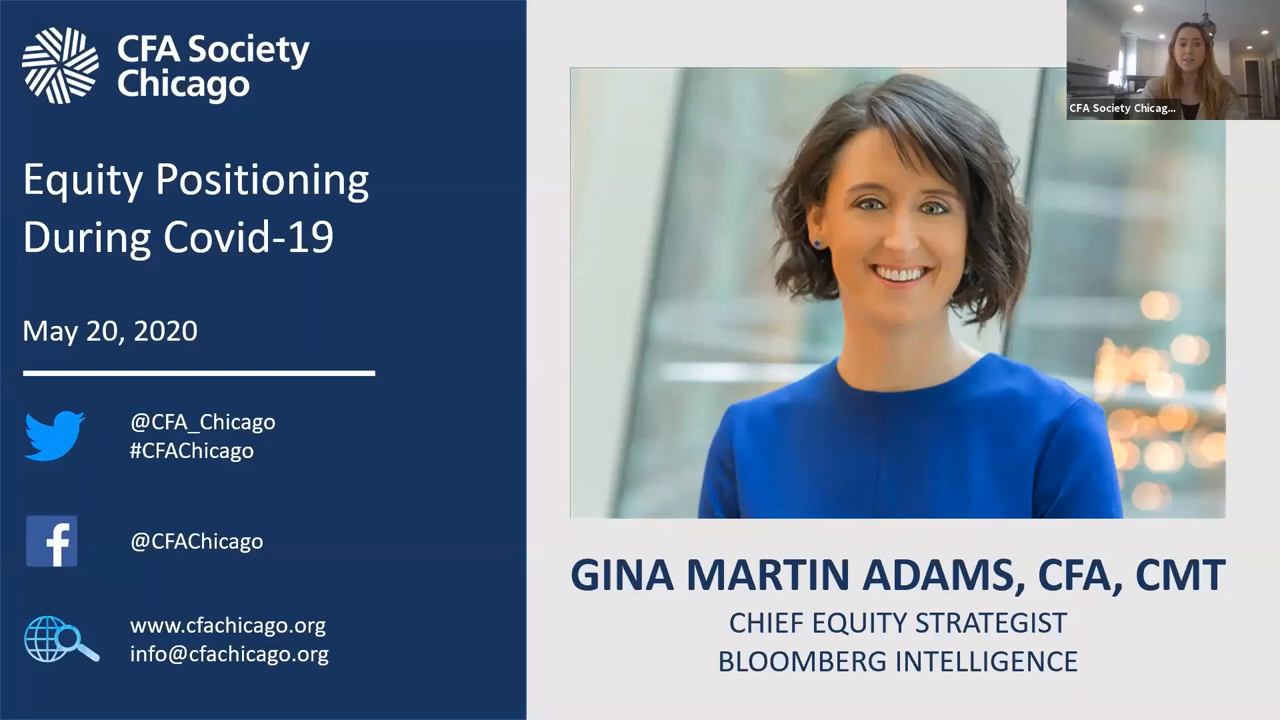 CFA Society
Chicago
Equity Positioning
During Covid-19
May 20, 2020
@CFA_Chicago
#CFAChicago
@CFAChicago
www.cfachicago.org
info@cfachicago.org
CFA Society Chicag...
GINA MARTIN ADAMS, CFA, CMT
CHIEF EQUITY STRATEGIST
BLOOMBERG INTELLIGENCE